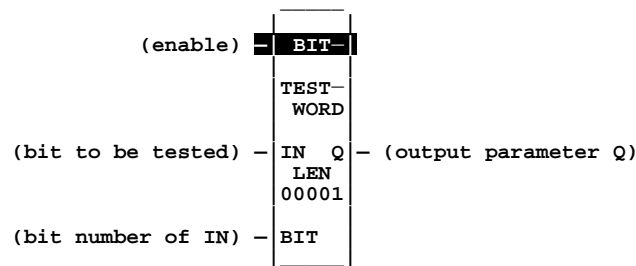 (enable) BIT
TEST
WORD
(bit to be tested) IN Q (output parameter Q)
LEN
00001
(bit number of IN) BIT